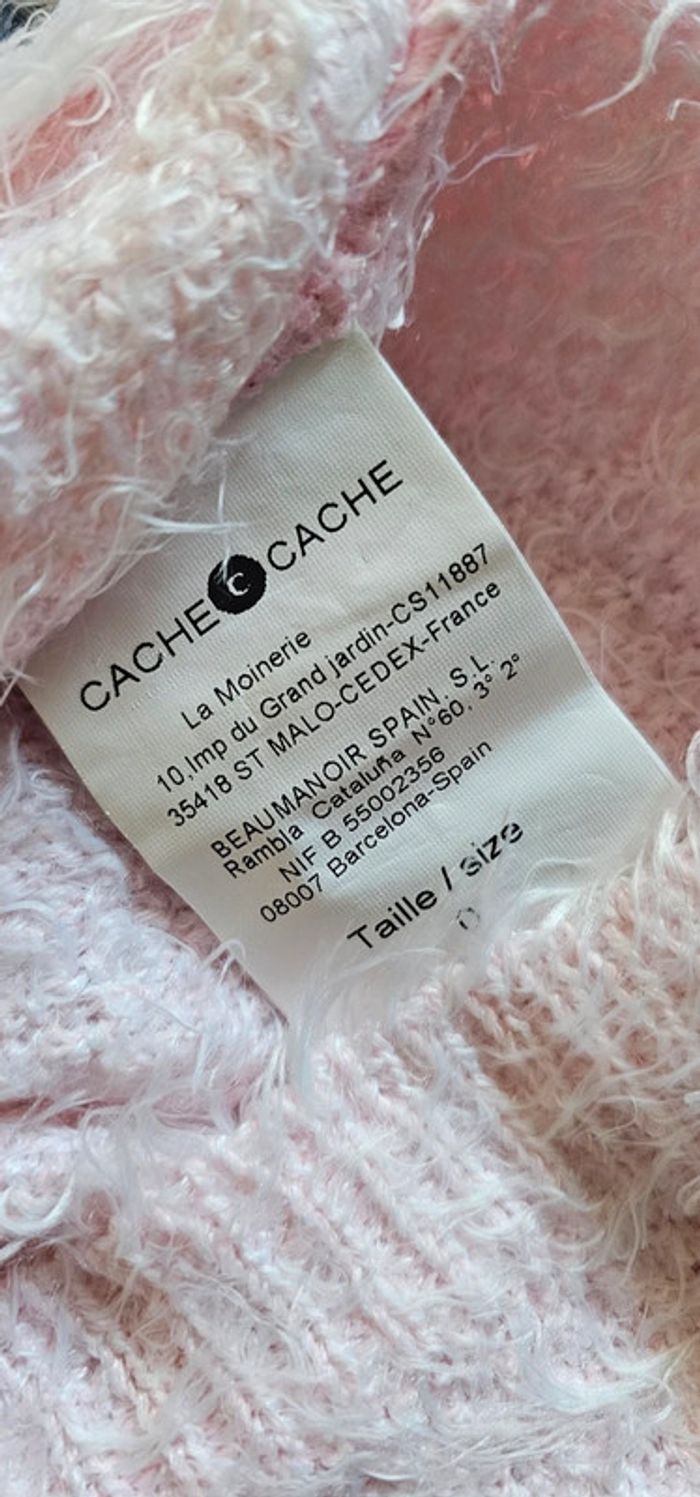 CACHE C CACHE
La Moinerie
10,Imp du Grand jardin-CS11887
35418 ST MALO-CEDEX-France
BEAUMANOIR SPAIN. S.L.
Rambla Cataluña N°60, 3° 2°
NIF B 55002356
08007 Barcelona-Spain
Taille / size
0